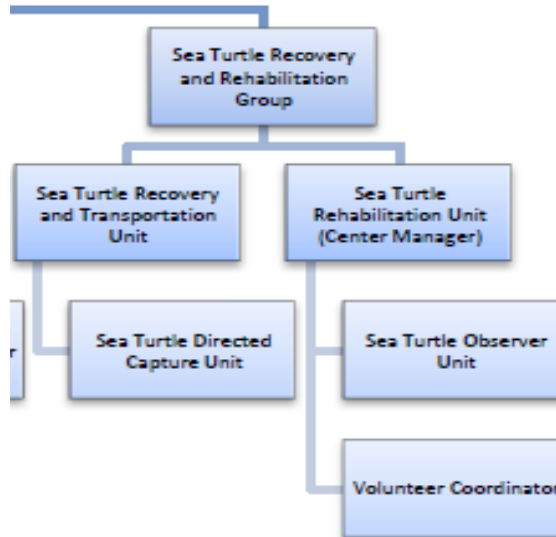 Sea Turtle Recovery
and Rehabilitation
Group
Sea Turtle Recovery
and Transportation
Unit
Sea Turtle
Rehabilitation Unit
(Center Manager)
Sea Turtle Directed
Capture Unit
Sea Turtle Observer
Unit
Volunteer Coordinator